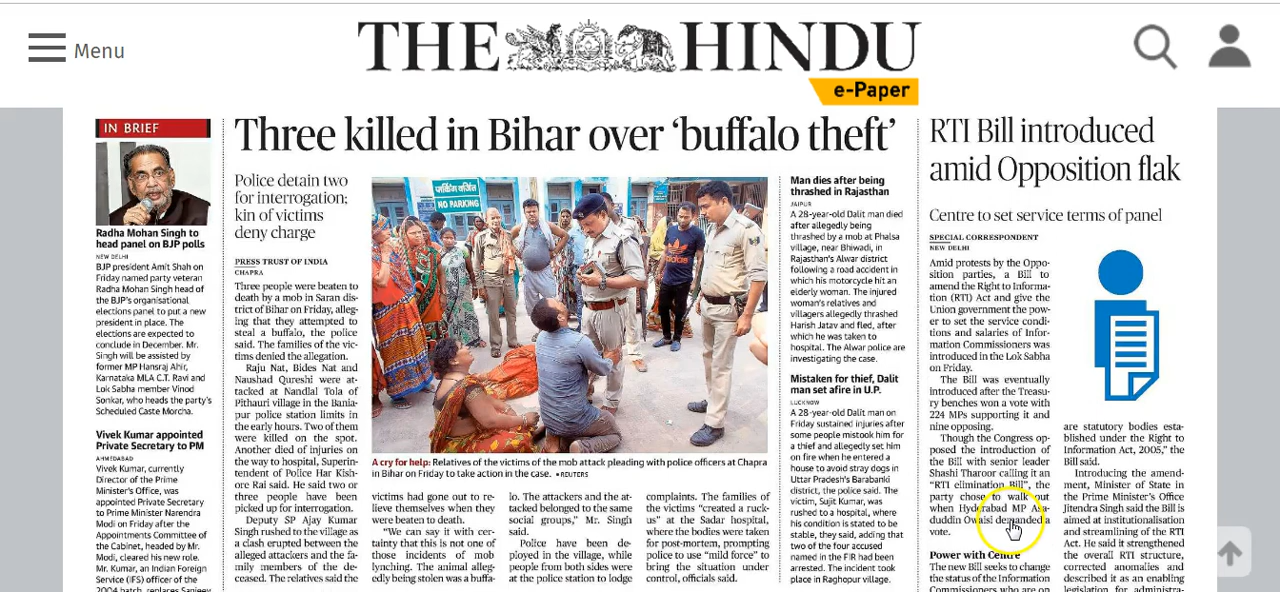 Menu
THE HINDU
e-Paper
IN BRIEF
Radha Mohan Singh to
head panel on BJP polls
NEW DELHI
BJP president Amit Shah on
Friday named party veteran
Radha Mohan Singh head
of the BJP's organisational
elections panel to put a new
president in place. The
elections are expected to
conclude in December. Mr.
Singh will be assisted by
former MP Hansraj Ahir,
Karnataka MLA C.T. Ravi and
Lok Sabha member Vinod
Sonkar, who heads the party's
Scheduled Caste Morcha.
Vivek Kumar appointed
Private Secretary to PM
AHMEDABAD
Vivek Kumar, currently
Director of the Prime
Minister's Office, was
appointed Private Secretary
to Prime Minister Narendra
Modi on Friday after the
Appointments Committee of
the Cabinet, headed by Mr.
Modi, cleared his new role.
Mr. Kumar, an Indian Foreign
Service (IFS) officer of the
2004 batch, replaces Sanjeev
Three killed in Bihar over ‘buffalo theft’
Police detain two
for interrogation;
kin of victims
deny charge
PRESS TRUST OF INDIA
CHAPRA
Three people were beaten to
death by a mob in Saran dis-
trict of Bihar on Friday, alleg-
ing that they attempted to
steal a buffalo, the police
said. The families of the vic-
tims denied the allegation.
Raju Nat, Bides Nat and
Naushad Qureshi were at-
tacked at Nandlal Tola of
Pithauri village in the Bania-
pur police station limits in
the early hours. Two of them
were killed on the spot.
Another died of injuries on
the way to hospital, Superin-
tendent of Police Har Kish-
ore Rai said. He said two or
three people have been
picked up for interrogation.
Deputy SP Ajay Kumar
Singh rushed to the village as
a clash erupted between the
alleged attackers and the fa-
mily members of the de-
ceased. The relatives said the
पार्किंग वर्जित
NO PARKING
adidas
A cry for help: Relatives of the victims of the mob attack pleading with police officers at Chapra
in Bihar on Friday to take action in the case. ▪REUTERS
victims had gone out to re-
lieve themselves when they
were beaten to death.
“We can say it with cer-
tainty that this is not one of
those incidents of mob
lynching. The animal alleg-
edly being stolen was a buffa-
lo. The attackers and the at-
tacked belonged to the same
social groups,” Mr. Singh
said.
Police have been de-
ployed in the village, while
people from both sides were
at the police station to lodge
complaints. The families of
the victims “created a ruck-
us” at the Sadar hospital,
where the bodies were taken
for post-mortem, prompting
police to use “mild force” to
bring the situation under
control, officials said.
Man dies after being
thrashed in Rajasthan
JAIPUR
A 28-year-old Dalit man died
after allegedly being
thrashed by a mob at Phalsa
village, near Bhiwadi, in
Rajasthan's Alwar district
following a road accident in
which his motorcycle hit an
elderly woman. The injured
woman's relatives and
villagers allegedly thrashed
Harish Jatav and fled, after
which he was taken to
hospital. The Alwar police are
investigating the case.
Mistaken for thief, Dalit
man set afire in U.P.
LUCKNOW
A 28-year-old Dalit man on
Friday sustained injuries after
some people mistook him for
a thief and allegedly set him
on fire when he entered a
house to avoid stray dogs in
Uttar Pradesh's Barabanki
district, the police said. The
victim, Sujit Kumar, was
rushed to a hospital, where
his condition is stated to be
stable, they said, adding that
two of the four accused
named in the FIR had been
arrested. The incident took
place in Raghopur village.
RTI Bill introduced
amid Opposition flak
Centre to set service terms of panel
SPECIAL CORRESPONDENT
NEW DELHI
Amid protests by the Oppo-
sition parties, a Bill to
amend the Right to Informa-
tion (RTI) Act and give the
Union government the pow-
er to set the service condi-
tions and salaries of Infor-
mation Commissioners was
introduced in the Lok Sabha
on Friday.
The Bill was eventually
introduced after the Treasu-
ry benches won a vote with
224 MPs supporting it and
nine opposing.
Though the Congress op-
posed the introduction of
the Bill with senior leader
Shashi Tharoor calling it an
“RTI elimination Bill”, the
party chose to walk out
when Hyderabad MP Asa-
duddin Owaisi demanded a
vote.
Power with Centre
The new Bill seeks to change
the status of the Information
Commissioners who are on
are statutory bodies esta-
blished under the Right to
Information Act, 2005,” the
Bill said.
Introducing the amend-
ment, Minister of State in
the Prime Minister's Office
Jitendra Singh said the Bill is
aimed at institutionalisation
and streamlining of the RTI
Act. He said it strengthened
the overall RTI structure,
corrected anomalies and
described it as an enabling
legislation for administra-